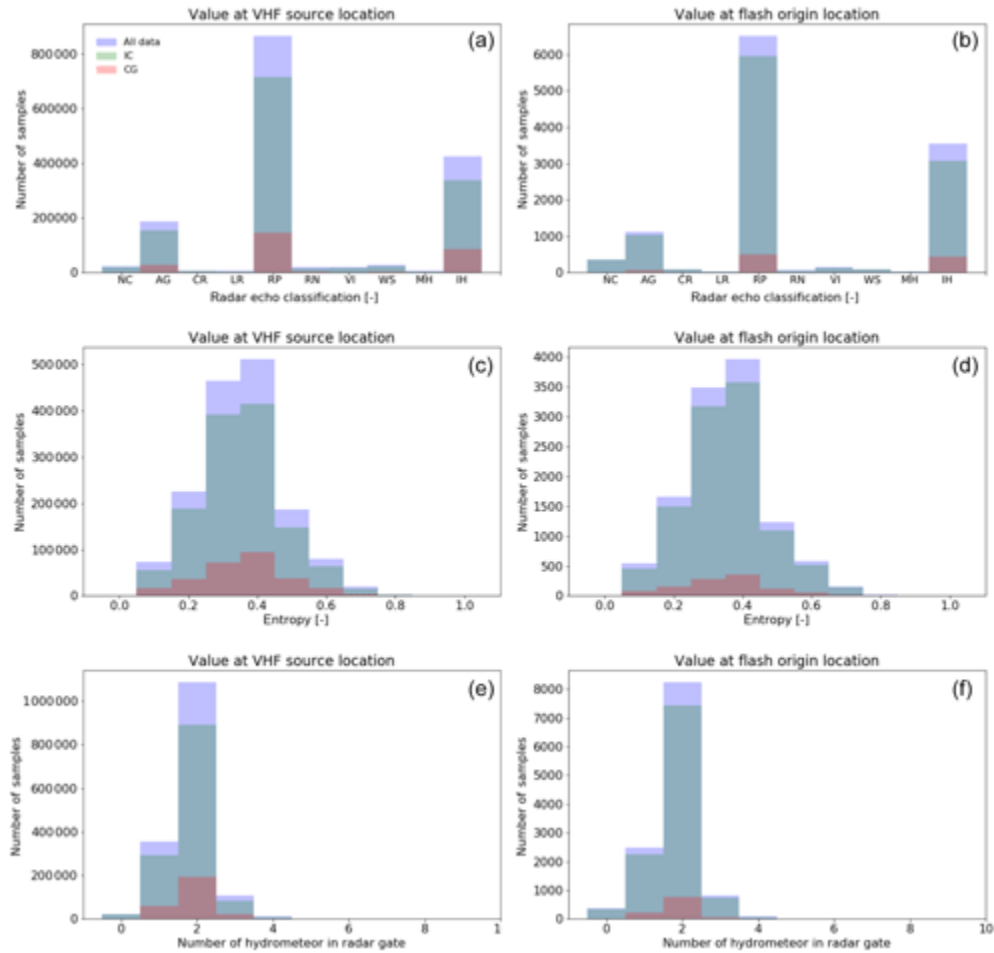 Value at VHF source location
(a)
All data
IC
CG
Number of samples
800000
600000
400000
200000
0
NC AG CR LR RP RN VI WS MH IH
Radar echo classification [-]
Value at flash origin location
(b)
Number of samples
6000
5000
4000
3000
2000
1000
0
NC AG CR LR RP RN VI WS MH IH
Radar echo classification [-]
Value at VHF source location
(c)
Number of samples
500000
400000
300000
200000
100000
0
0.0 0.2 0.4 0.6 0.8 1.0
Entropy [-]
Value at flash origin location
(d)
Number of samples
4000
3500
3000
2500
2000
1500
1000
500
0
0.0 0.2 0.4 0.6 0.8 1.0
Entropy [-]
Value at VHF source location
(e)
Number of samples
1000000
800000
600000
400000
200000
0
0 2 4 6 8 1
Number of hydrometeor in radar gate
Value at flash origin location
(f)
Number of samples
8000
7000
6000
5000
4000
3000
2000
1000
0
0 2 4 6 8 10
Number of hydrometeor in radar gate